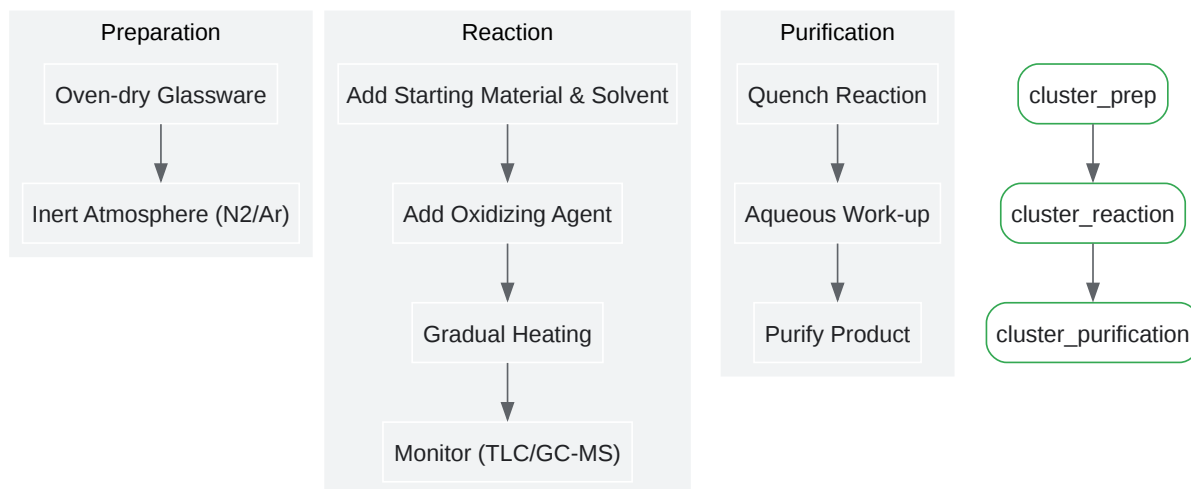 Preparation
Oven-dry Glassware
Inert Atmosphere (N2/Ar)
Reaction
Add Starting Material & Solvent
Add Oxidizing Agent
Gradual Heating
Monitor (TLC/GC-MS)
Purification
Quench Reaction
Aqueous Work-up
Purify Product
cluster_prep
cluster_reaction
cluster_purification